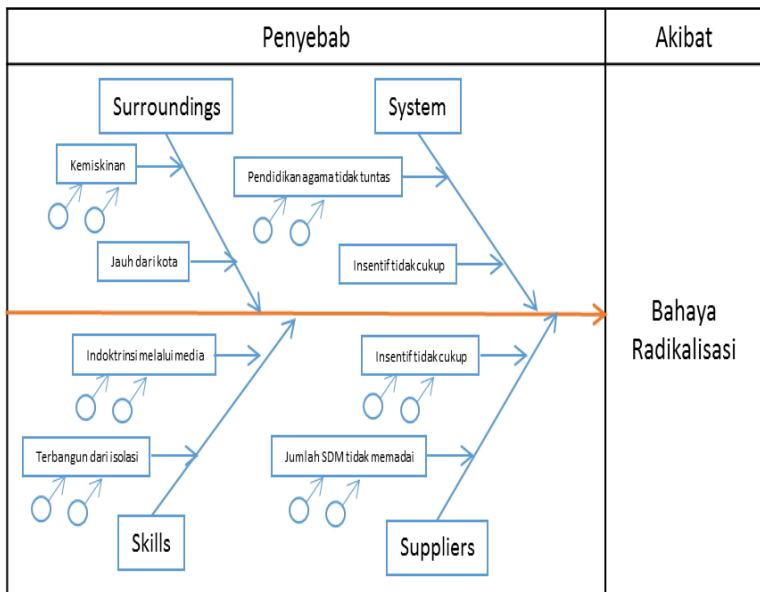 Penyebab
Akibat
Surroundings
System
Kemiskinan
Pendidikan agama tidak tuntas
Jauh dari kota
Insentif tidak cukup
Bahaya
Radikalisasi
Indoktrinsi melalui media
Insentif tidak cukup
Terbangun dari isolasi
Jumlah SDM tidak memadai
Skills
Suppliers